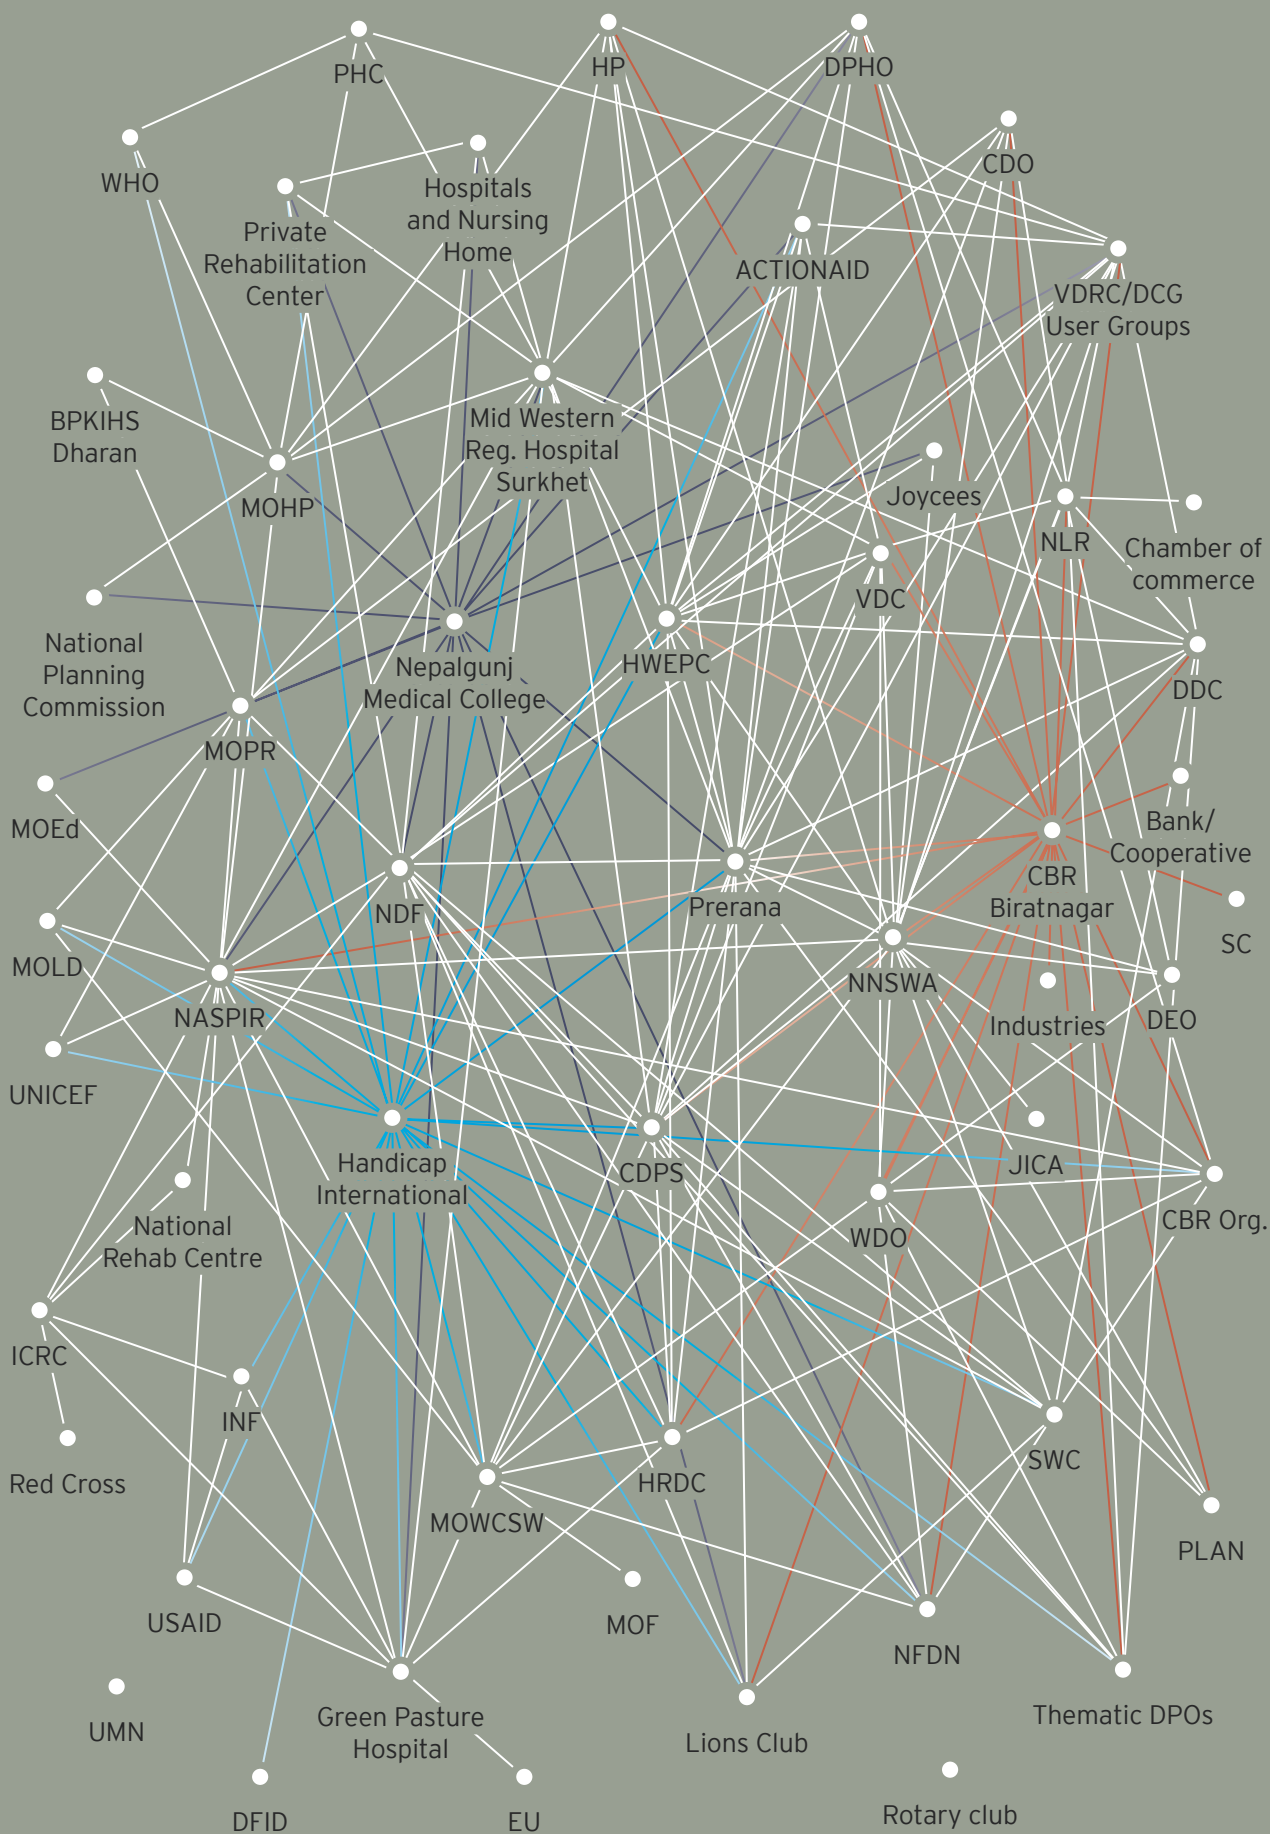 PHC
HP
DPHO
CDO
WHO
Hospitals
and Nursing
Home
Private
Rehabilitation
Center
ACTIONAID
VDRC/DCG
User Groups
BPKIHS
Dharan
Mid Western
Reg. Hospital
Surkhet
MOHP
Joycees
NLR
Chamber of
commerce
VDC
National
Planning
Commission
Nepalgunj
Medical College
HWEPC
DDC
MOPR
MOEd
Bank/
Cooperative
CBR
Biratnagar
NDF
Prerana
SC
MOLD
NASPIR
NNSWA
Industries
DEO
UNICEF
Handicap
International
CDPS
JICA
CBR Org.
National
Rehab Centre
WDO
ICRC
INF
Red Cross
HRDC
SWC
MOWCSW
PLAN
USAID
MOF
NFDN
UMN
Green Pasture
Hospital
Lions Club
Thematic DPOs
DFID
EU
Rotary club